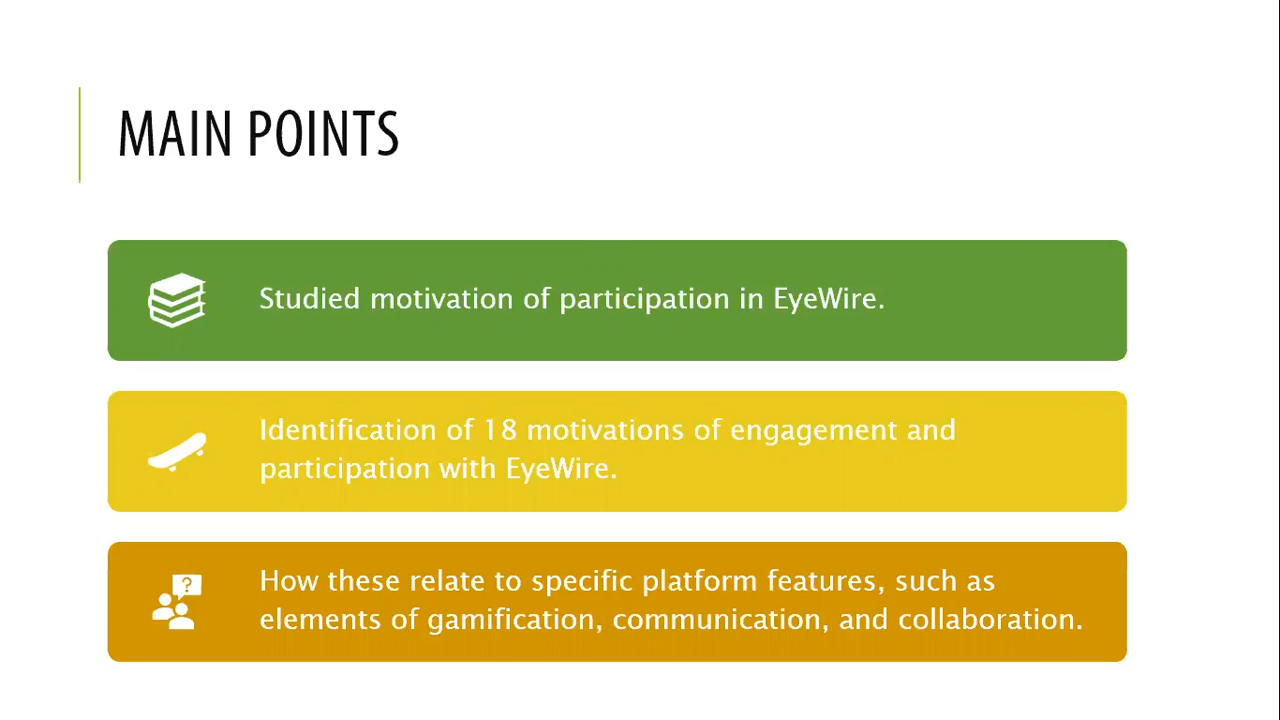 MAIN POINTS
Studied motivation of participation in EyeWire.
Identification of 18 motivations of engagement and
participation with EyeWire.
?
How these relate to specific platform features, such as
elements of gamification, communication, and collaboration.